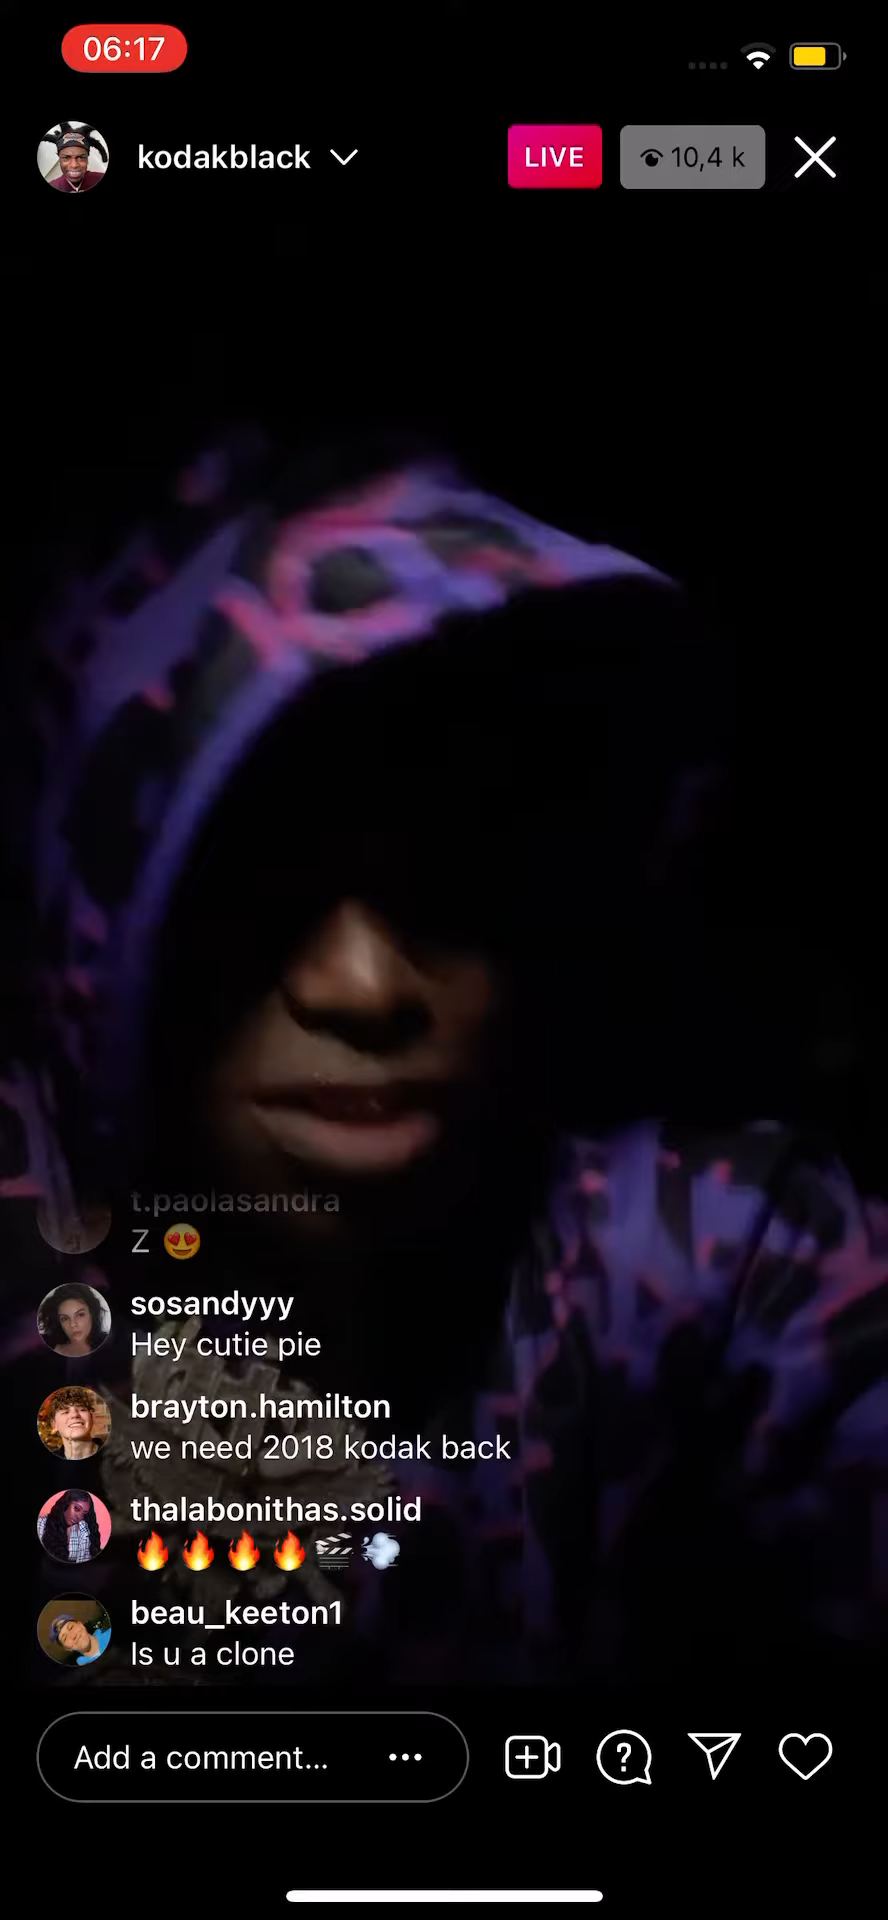 06:17
kodakblack
LIVE
10,4 k
t.paolasandra
Z 😍
sosandyyy
Hey cutie pie
brayton.hamilton
we need 2018 kodak back
thalabonithas.solid
🔥🔥🔥🔥🎬💨
beau_keeton1
Is u a clone
Add a comment...